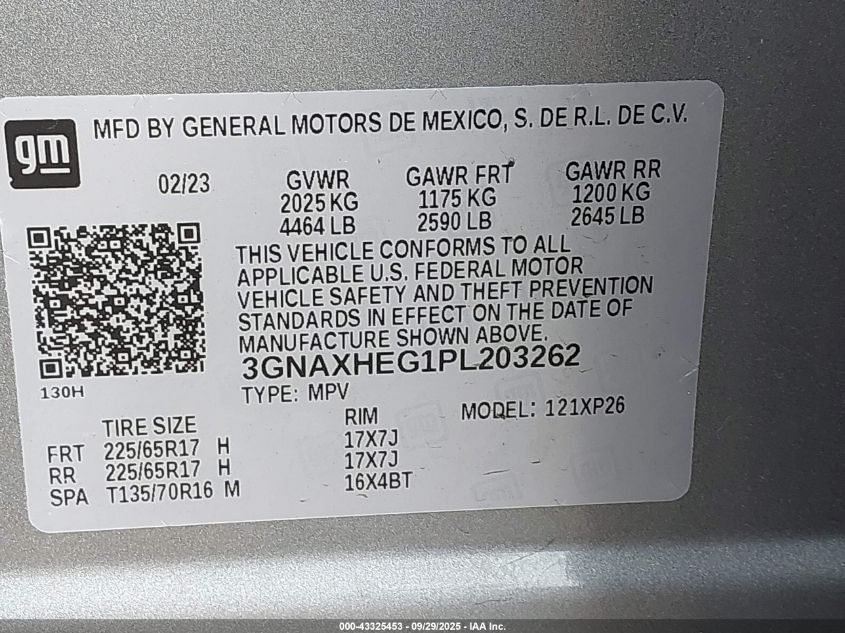 gm
MFD BY GENERAL MOTORS DE MEXICO, S. DE R.L. DE C.V.
02/23 GVWR GAWR FRT GAWR RR
2025 KG 1175 KG 1200 KG
4464 LB 2590 LB 2645 LB
THIS VEHICLE CONFORMS TO ALL
APPLICABLE U.S. FEDERAL MOTOR
VEHICLE SAFETY AND THEFT PREVENTION
STANDARDS IN EFFECT ON THE DATE OF
MANUFACTURE SHOWN ABOVE.
3GNAXHEG1PL203262
130H
TYPE: MPV
MODEL: 121XP26
TIRE SIZE RIM
FRT 225/65R17 H 17X7J
RR 225/65R17 H 17X7J
SPA T135/70R16 M 16X4BT
000-43325453 - 09/29/2025 - IAA Inc.